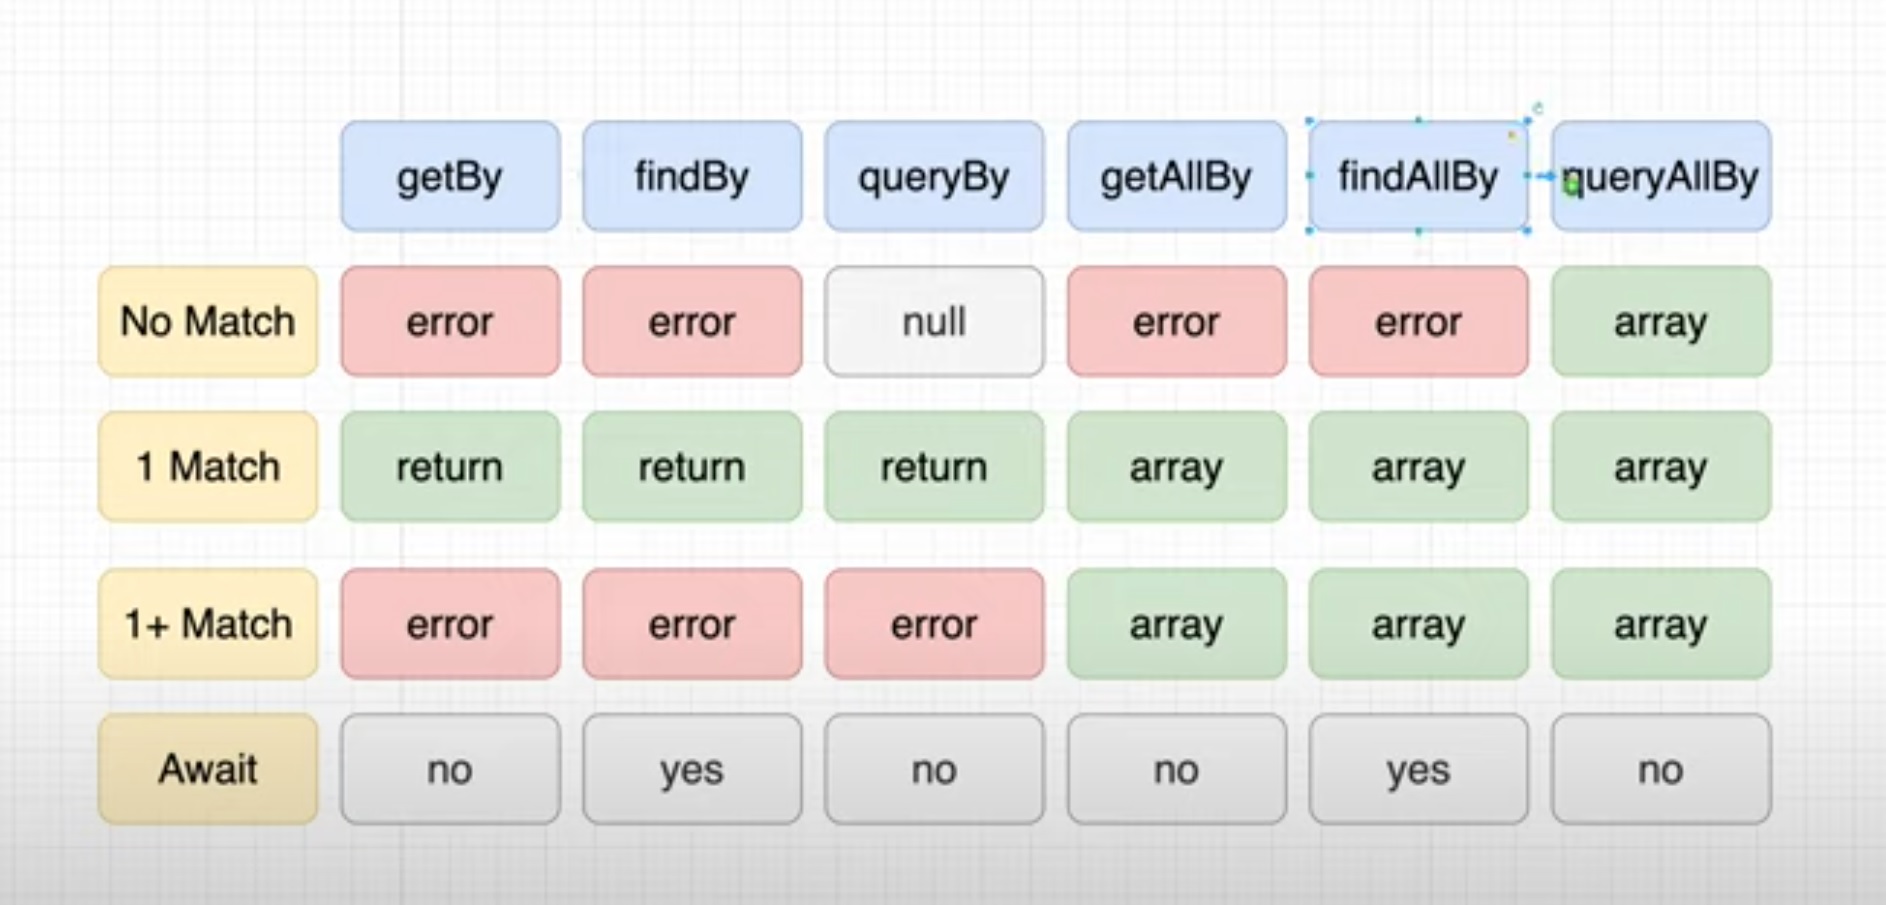 getBy findBy queryBy getAllBy findAllBy queryAllBy
No Match error error null error error array
1 Match return return return array array array
1+ Match error error error array array array
Await no yes no no yes no